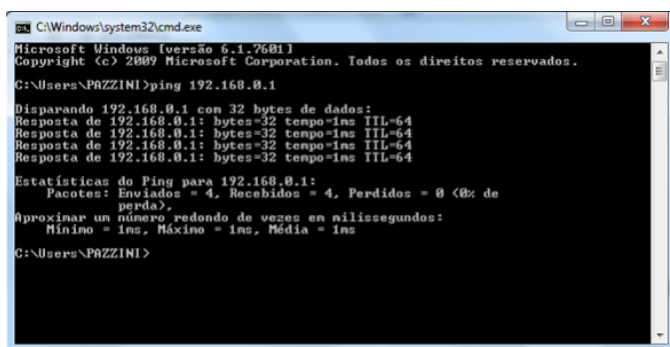 C:\Windows\system32\cmd.exe
Microsoft Windows [versão 6.1.7601]
Copyright (c) 2009 Microsoft Corporation. Todos os direitos reservados.
C:\Users\PAZZINI>ping 192.168.0.1
Disparando 192.168.0.1 com 32 bytes de dados:
Resposta de 192.168.0.1: bytes=32 tempo=1ms TTL=64
Resposta de 192.168.0.1: bytes=32 tempo=1ms TTL=64
Resposta de 192.168.0.1: bytes=32 tempo=1ms TTL=64
Resposta de 192.168.0.1: bytes=32 tempo=1ms TTL=64
Estatísticas do Ping para 192.168.0.1:
Pacotes: Enviados = 4, Recebidos = 4, Perdidos = 0 (0% de
perda),
Aproximar um número redondo de vezes em milissegundos:
Mínimo = 1ms, Máximo = 1ms, Média = 1ms
C:\Users\PAZZINI>